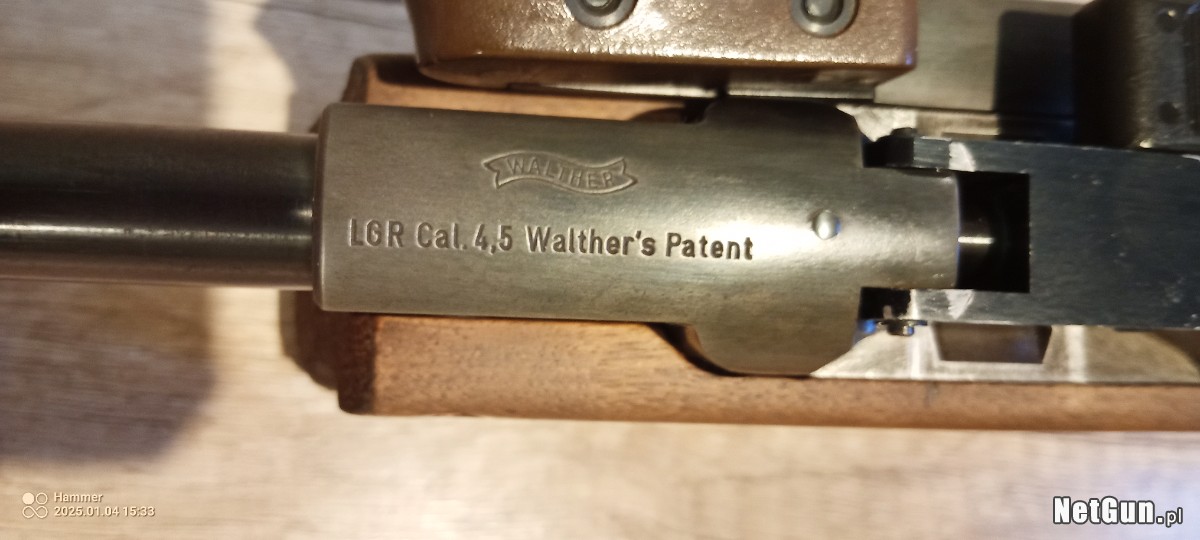 WALTHER
LGR Cal. 4,5 Walther's Patent
Hammer
2025.01.04 15:33
NetGun.pl